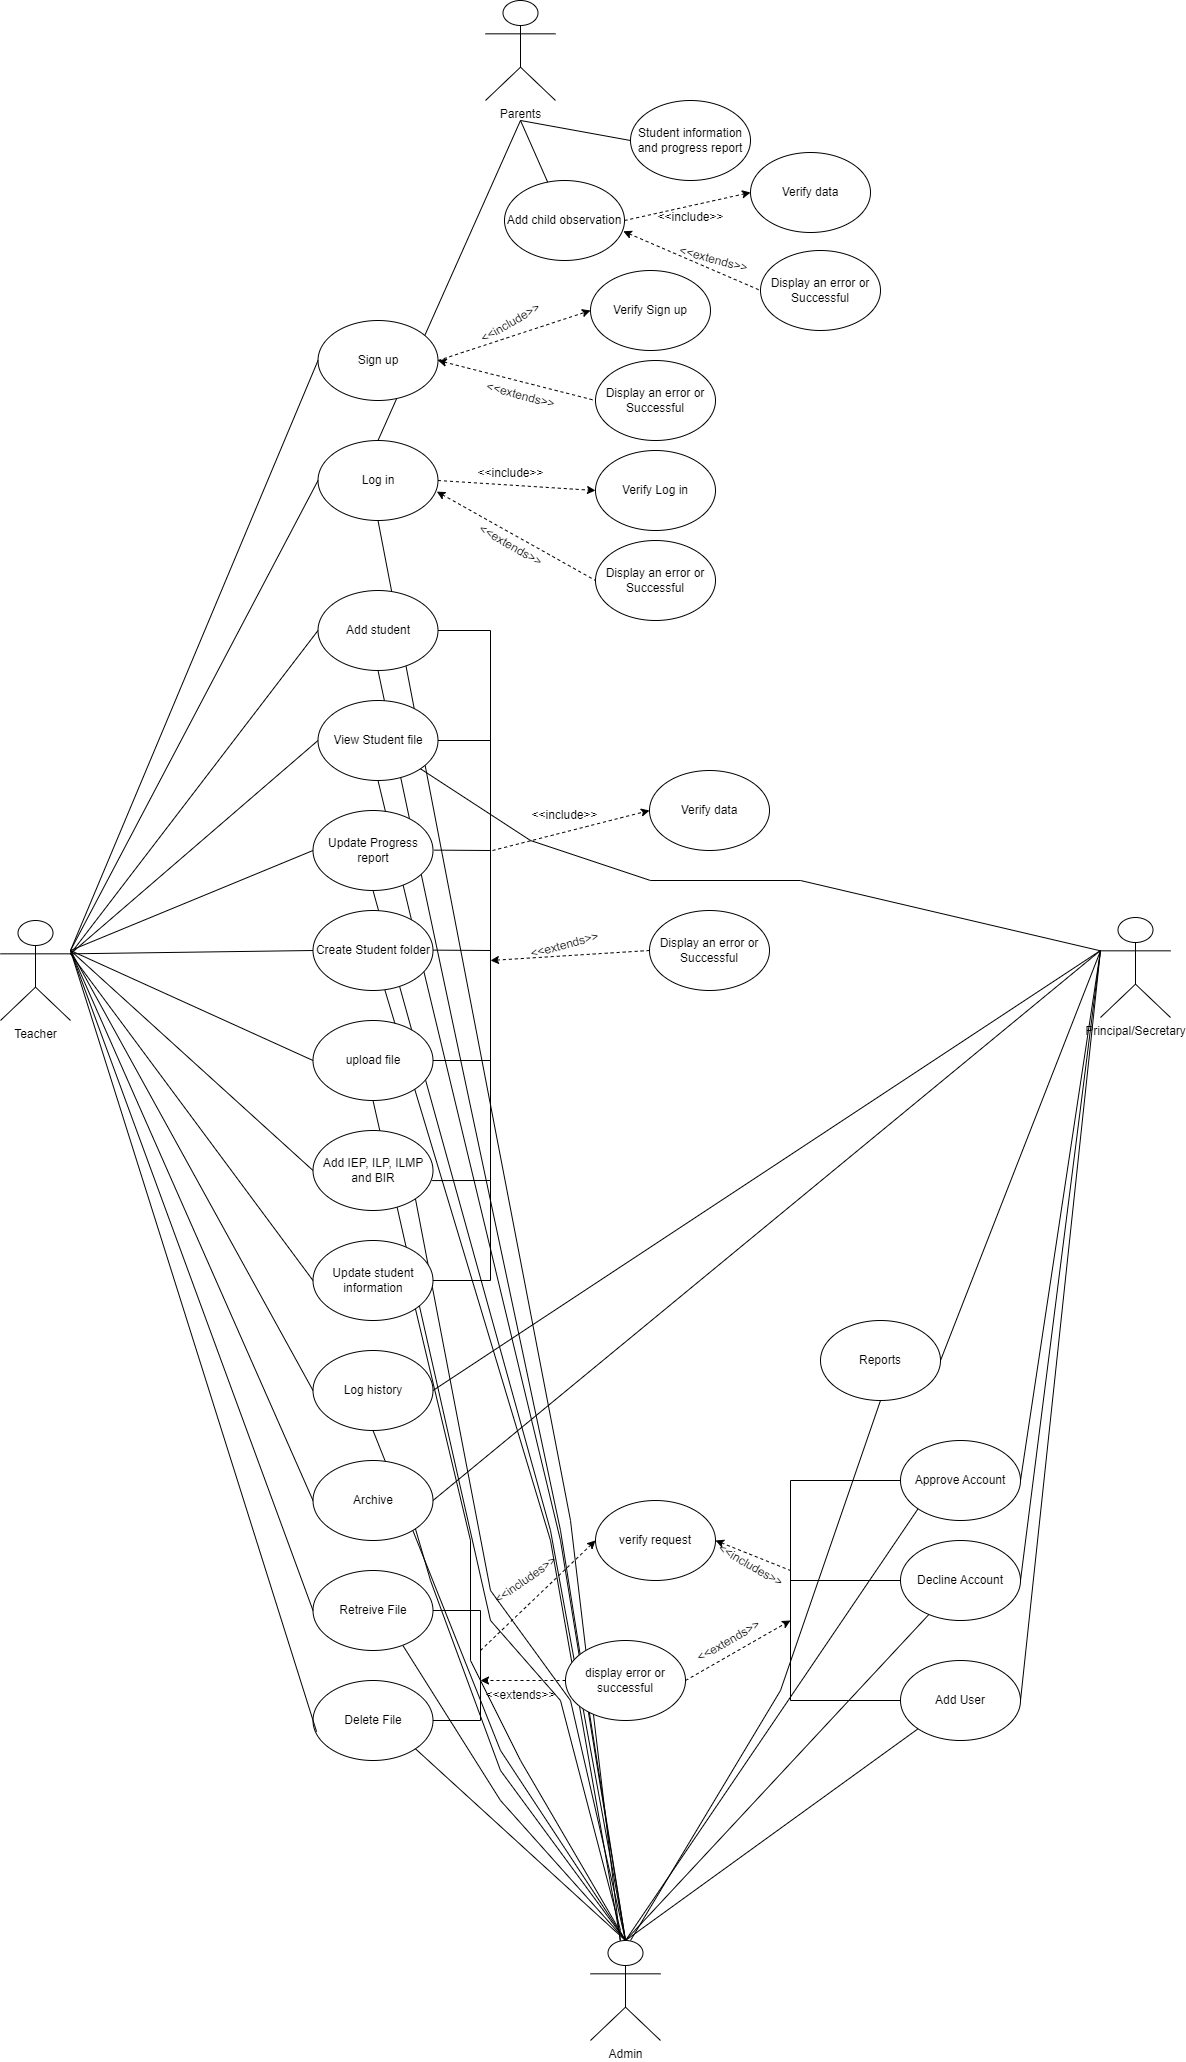 Parents
Student information
and progress report
Verify data
Add child observation
<<include>>
<<extends>>
Display an error or
Successful
<<include>>
Verify Sign up
Sign up
<<extends>>
Display an error or
Successful
<<include>>
Log in
Verify Log in
<<extends>>
Display an error or
Successful
Add student
View Student file
<<include>>
Verify data
Update Progress
report
<<extends>>
Display an error or
Successful
Create Student folder
Teacher
Principal/Secretary
upload file
Add IEP, ILP, ILMP
and BIR
Update student
information
Reports
Log history
Approve Account
Archive
verify request
<<includes>>
<<includes>>
Decline Account
Retreive File
<<extends>>
display error or
successful
<<extends>>
Add User
Delete File
Admin